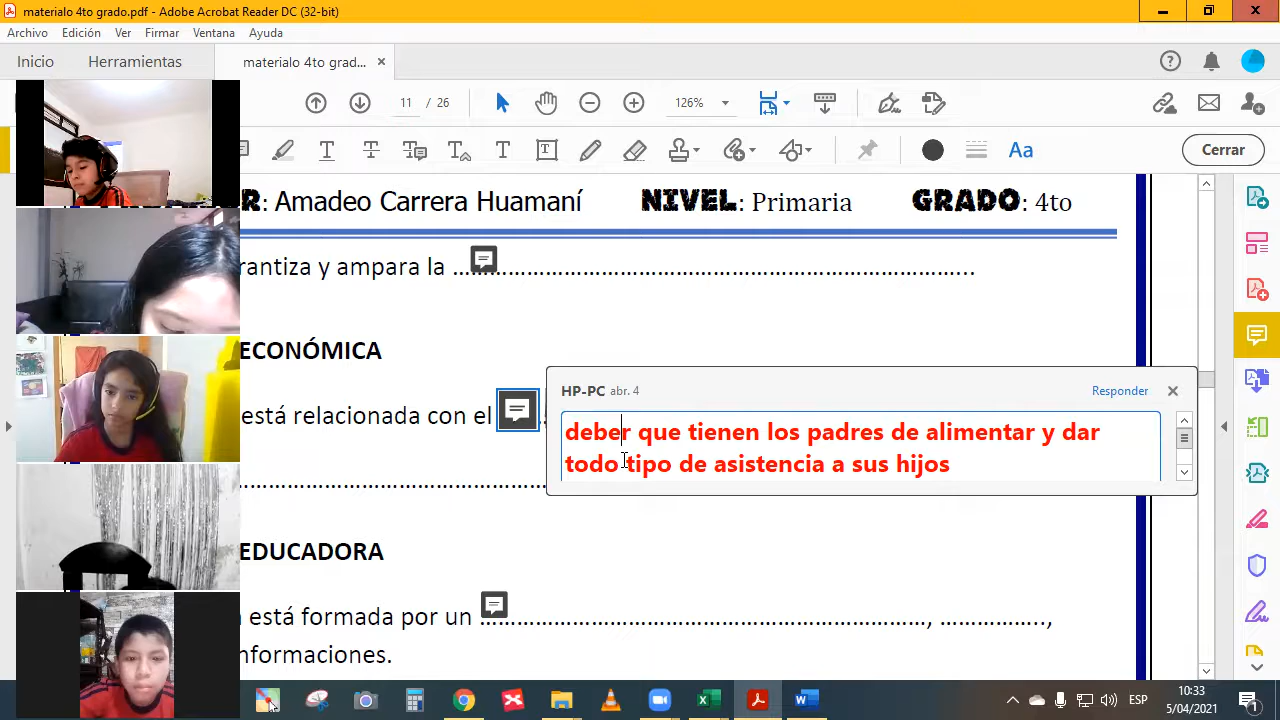 materialo 4to grado.pdf - Adobe Acrobat Reader DC (32-bit)
Archivo Edición Ver Firmar Ventana Ayuda
Inicio Herramientas materialo 4to grad... ×
11 / 26 126%
Aa Cerrar
R: Amadeo Carrera Huamaní NIVEL: Primaria GRADO: 4to
rantiza y ampara la ……………………………………………………………..
ECONÓMICA
está relacionada con el
HP-PC abr. 4 Responder
deber que tienen los padres de alimentar y dar
todo tipo de asistencia a sus hijos
……………………………………
EDUCADORA
está formada por un ……………………………………………………, ……………..,
nformaciones.
ESP
10:33
5/04/2021
1